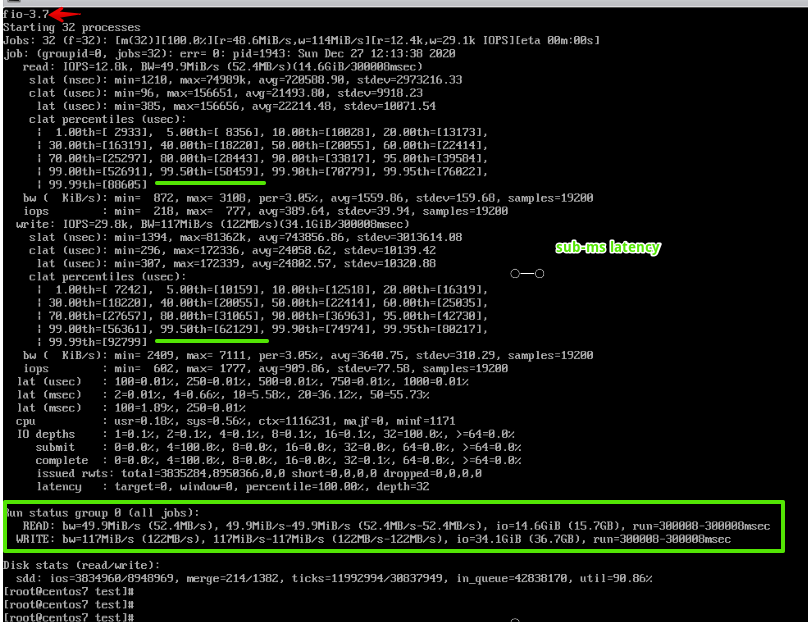 fio-3.7
Starting 32 processes
Jobs: 32 (f=32): [m(32)][100.0%][r=48.6MiB/s,w=114MiB/s][r=12.4k,w=29.1k IOPS][eta 00m:00s]
job: (groupid=0, jobs=32): err= 0: pid=1943: Sun Dec 27 12:13:38 2020
read: IOPS=12.8k, BW=49.9MiB/s (52.4MB/s)(14.6GiB/300008msec)
slat (nsec): min=1210, max=74989k, avg=720588.90, stdev=2973216.33
clat (usec): min=96, max=156651, avg=21493.80, stdev=9918.23
lat (usec): min=385, max=156656, avg=22214.48, stdev=10071.54
clat percentiles (usec):
| 1.00th=[ 2933], 5.00th=[ 8356], 10.00th=[10028], 20.00th=[13173],
| 30.00th=[16319], 40.00th=[18220], 50.00th=[20055], 60.00th=[22414],
| 70.00th=[25297], 80.00th=[28443], 90.00th=[33817], 95.00th=[39584],
| 99.00th=[52691], 99.50th=[58459], 99.90th=[70779], 99.95th=[76022],
| 99.99th=[88605]
bw ( KiB/s): min= 872, max= 3108, per=3.05%, avg=1559.86, stdev=159.68, samples=19200
iops : min= 218, max= 777, avg=389.64, stdev=39.94, samples=19200
write: IOPS=29.8k, BW=117MiB/s (122MB/s)(34.1GiB/300008msec)
slat (nsec): min=1394, max=81362k, avg=743856.86, stdev=3013614.08
clat (usec): min=296, max=172336, avg=24058.62, stdev=10139.42
lat (usec): min=307, max=172339, avg=24802.57, stdev=10320.88
sub-ms latency
clat percentiles (usec):
| 1.00th=[ 7242], 5.00th=[10159], 10.00th=[12518], 20.00th=[16319],
| 30.00th=[18220], 40.00th=[20055], 50.00th=[22414], 60.00th=[25035],
| 70.00th=[27657], 80.00th=[31065], 90.00th=[36963], 95.00th=[42730],
| 99.00th=[56361], 99.50th=[62129], 99.90th=[74974], 99.95th=[80217],
| 99.99th=[92799]
bw ( KiB/s): min= 2409, max= 7111, per=3.05%, avg=3640.75, stdev=310.29, samples=19200
iops : min= 602, max= 1777, avg=909.86, stdev=77.58, samples=19200
lat (usec) : 100=0.01%, 250=0.01%, 500=0.01%, 750=0.01%, 1000=0.01%
lat (msec) : 2=0.01%, 4=0.66%, 10=5.58%, 20=36.12%, 50=55.73%
lat (msec) : 100=1.89%, 250=0.01%
cpu : usr=0.18%, sys=0.56%, ctx=1116231, majf=0, minf=1171
IO depths : 1=0.1%, 2=0.1%, 4=0.1%, 8=0.1%, 16=0.1%, 32=100.0%, >=64=0.0%
submit : 0=0.0%, 4=100.0%, 8=0.0%, 16=0.0%, 32=0.0%, 64=0.0%, >=64=0.0%
complete : 0=0.0%, 4=100.0%, 8=0.0%, 16=0.0%, 32=0.1%, 64=0.0%, >=64=0.0%
issued rwts: total=3835284,8950366,0,0 short=0,0,0,0 dropped=0,0,0,0
latency : target=0, window=0, percentile=100.00%, depth=32
Run status group 0 (all jobs):
READ: bw=49.9MiB/s (52.4MB/s), 49.9MiB/s-49.9MiB/s (52.4MB/s-52.4MB/s), io=14.6GiB (15.7GB), run=300008-300008msec
WRITE: bw=117MiB/s (122MB/s), 117MiB/s-117MiB/s (122MB/s-122MB/s), io=34.1GiB (36.7GB), run=300008-300008msec
Disk stats (read/write):
sdd: ios=3834960/8948969, merge=214/1382, ticks=11992994/30837949, in_queue=42838170, util=90.86%
[root@centos7 test]#
[root@centos7 test]#
[root@centos7 test]#